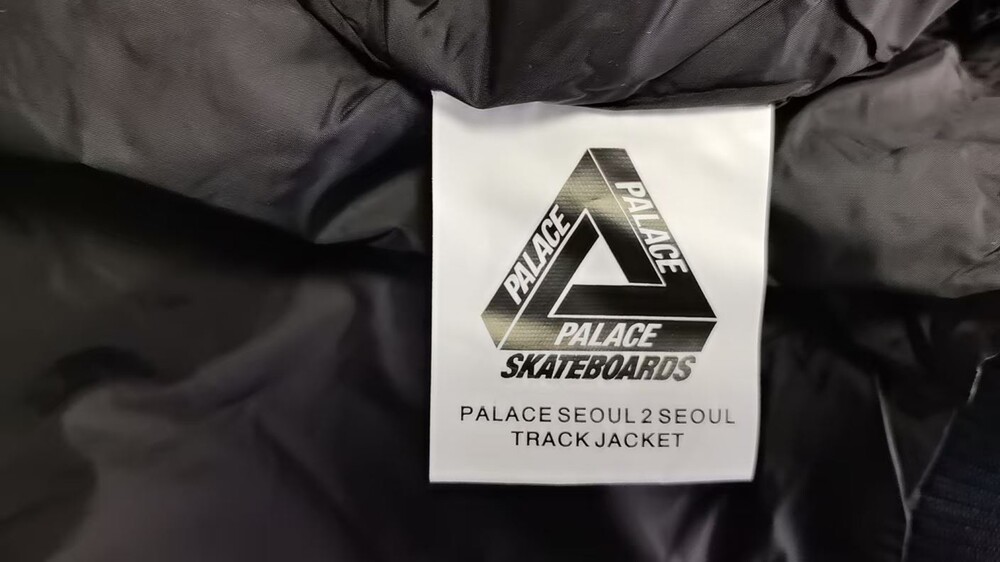 PALACE
PALACE
PALACE
SKATEBOARDS
PALACE SEOUL 2 SEOUL
TRACK JACKET